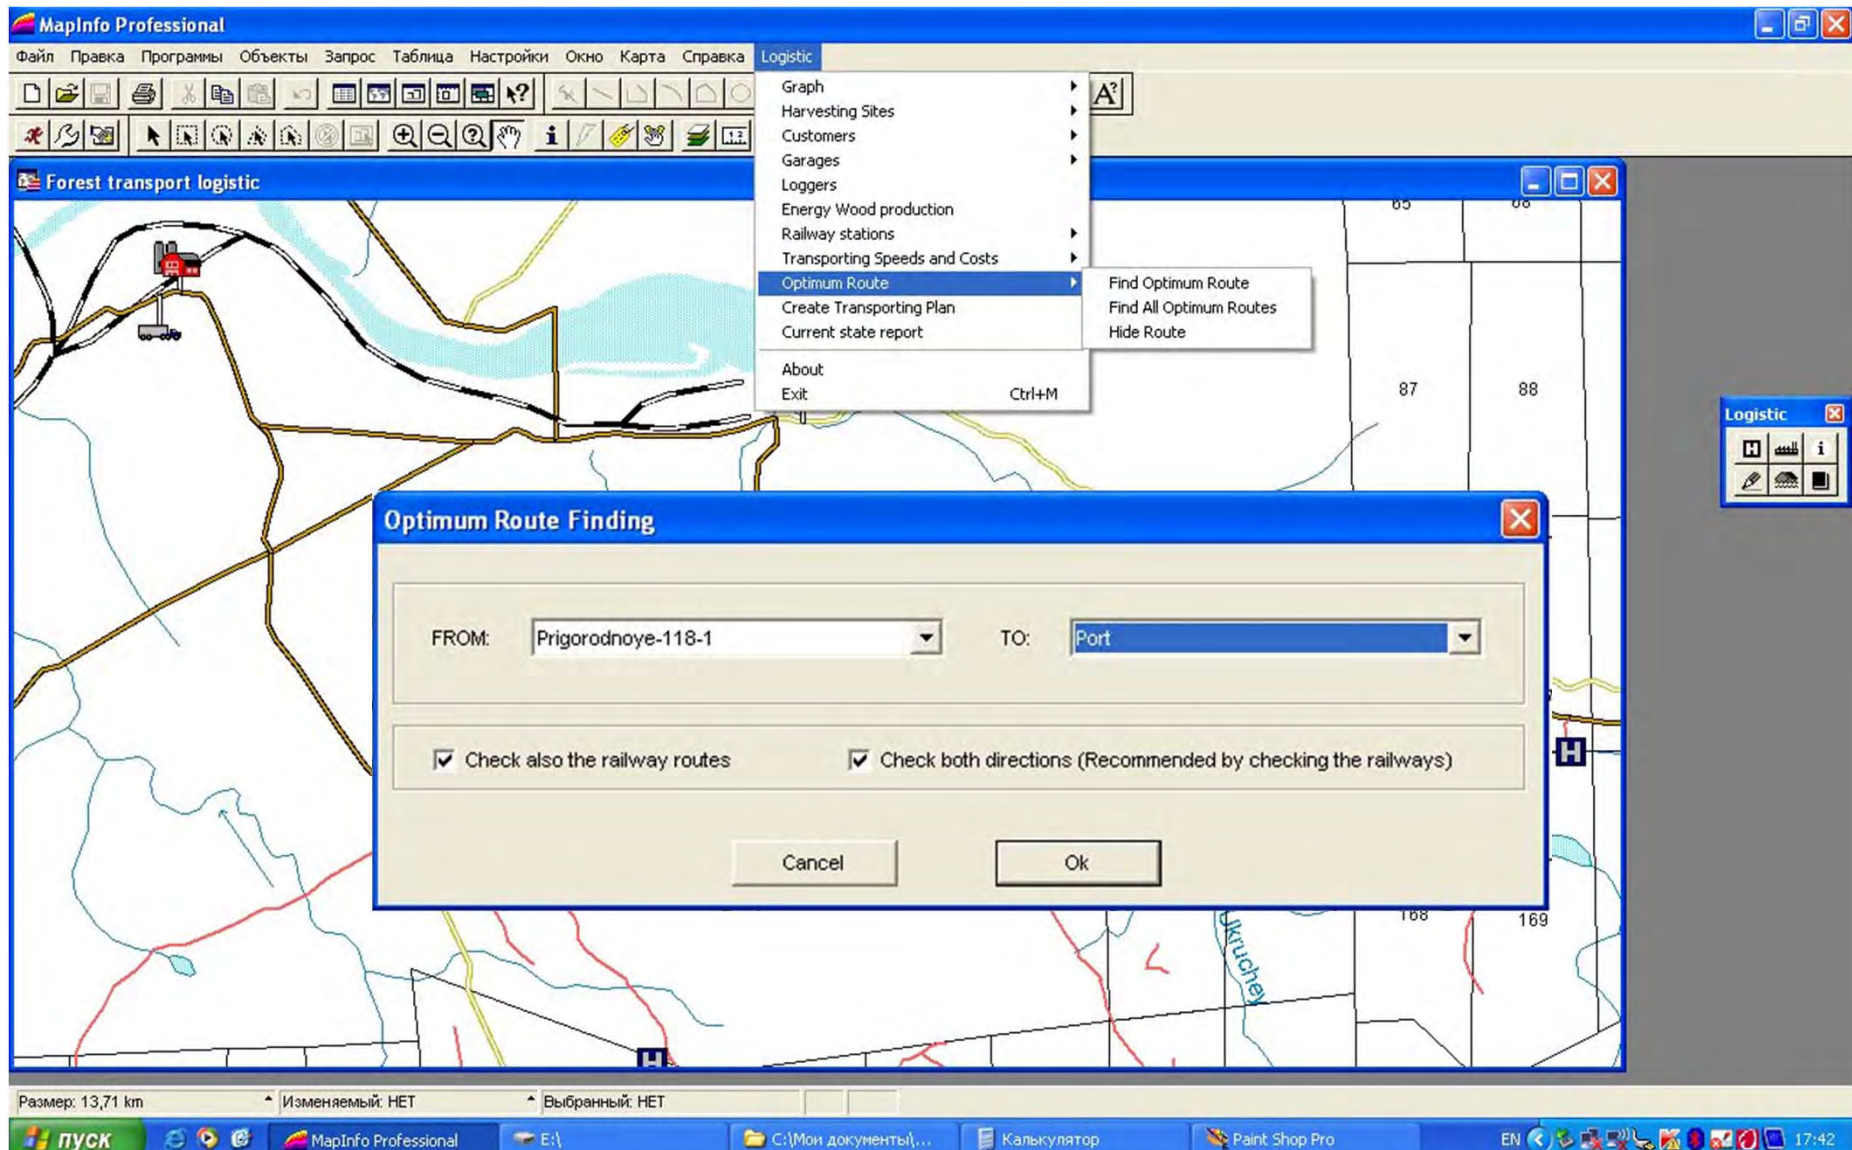 MapInfo Professional
Файл Правка Программы Объекты Запрос Таблица Настройки Окно Карта Справка Logistic
Graph
Harvesting Sites
Customers
Garages
Loggers
Energy Wood production
Railway stations
Transporting Speeds and Costs
Optimum Route
Create Transporting Plan
Current state report
About
Exit Ctrl+M
Find Optimum Route
Find All Optimum Routes
Hide Route
Forest transport logistic
87 88
Logistic
Optimum Route Finding
FROM: Prigorodnoye-118-1 TO: Port
Check also the railway routes Check both directions (Recommended by checking the railways)
Cancel Ok
H
168 169
Ukruchey
H
Размер: 13,71 km Изменяемый: НЕТ Выбранный: НЕТ
пуск MapInfo Professional E:\ C:\Мои документы\... Калькулятор Paint Shop Pro EN 17:42